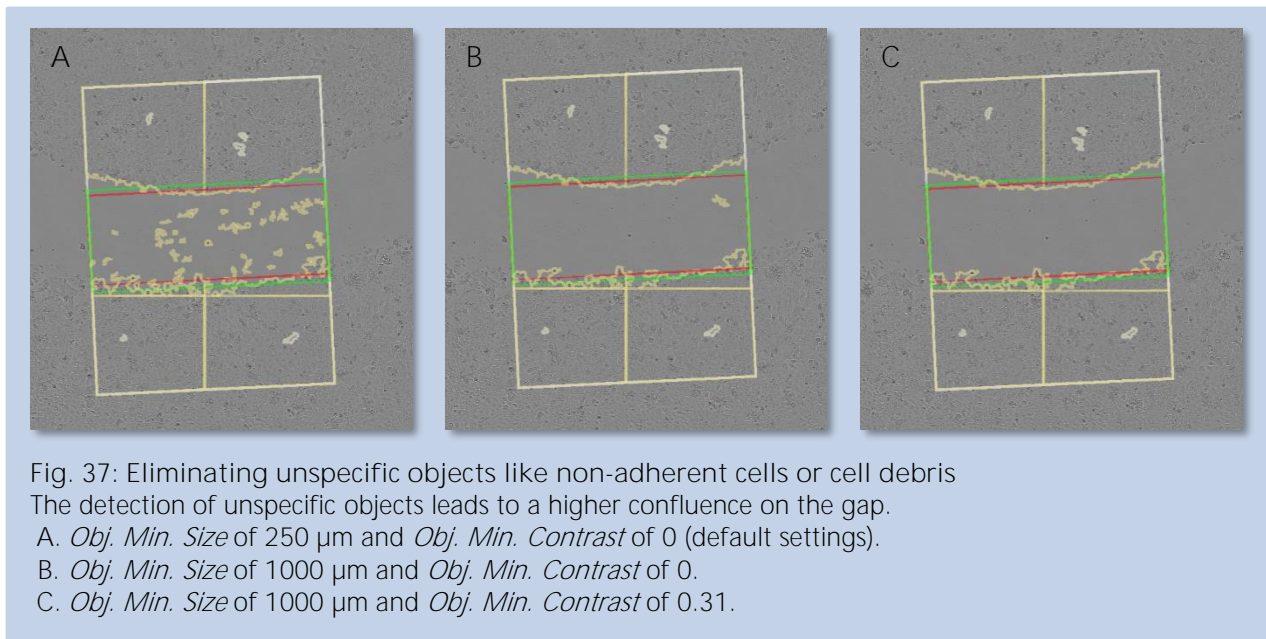 A
B
C
Fig. 37: Eliminating unspecific objects like non-adherent cells or cell debris
The detection of unspecific objects leads to a higher confluence on the gap.
A. Obj. Min. Size of 250 µm and Obj. Min. Contrast of 0 (default settings).
B. Obj. Min. Size of 1000 µm and Obj. Min. Contrast of 0.
C. Obj. Min. Size of 1000 µm and Obj. Min. Contrast of 0.31.